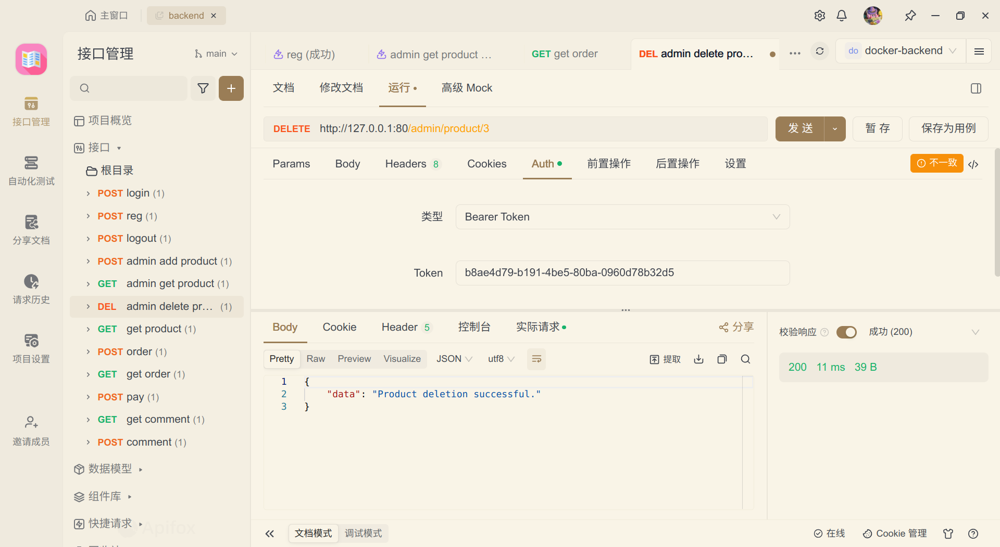 主窗口
backend
接口管理
main
reg (成功)
admin get product …
GET get order
DEL admin delete pro…
do docker-backend
文档
修改文档
运行
高级 Mock
接口管理
自动化测试
分享文档
请求历史
项目设置
邀请成员
项目概览
接口
根目录
POST login (1)
POST reg (1)
POST logout (1)
POST admin add product (1)
GET admin get product (1)
DEL admin delete pr… (1)
GET get product (1)
POST order (1)
GET get order (1)
POST pay (1)
GET get comment (1)
POST comment (1)
数据模型
组件库
快捷请求
Apifox
DELETE http://127.0.0.1:80/admin/product/3
发 送
暂 存
保存为用例
Params
Body
Headers 8
Cookies
Auth
前置操作
后置操作
设置
不一致
类型
Bearer Token
Token
b8ae4d79-b191-4be5-80ba-0960d78b32d5
Body
Cookie
Header 5
控制台
实际请求
分享
Pretty
Raw
Preview
Visualize
JSON
utf8
提取
1 {
2 "data": "Product deletion successful."
3 }
校验响应
成功 (200)
200 11 ms 39 B
文档模式
调试模式
在线
Cookie 管理